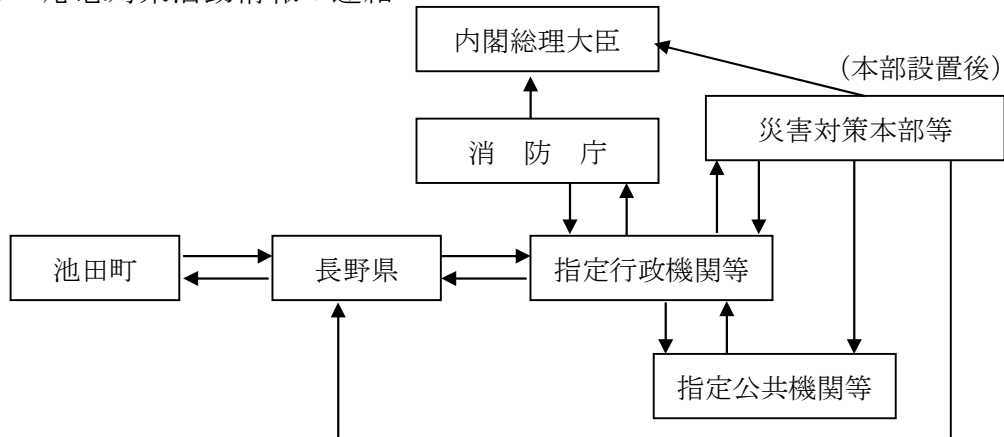 内閣総理大臣
(本部設置後)
災害対策本部等
消　防　庁
池田町
長野県
指定行政機関等
指定公共機関等